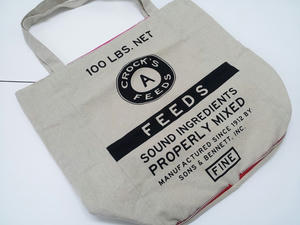 100 LBS. NET
CROCK'S
A
FEEDS
FEEDS
SOUND INGREDIENTS
PROPERLY MIXED
MANUFACTURED SINCE 1912 BY
SONS & BENNETT, INC.
FINE